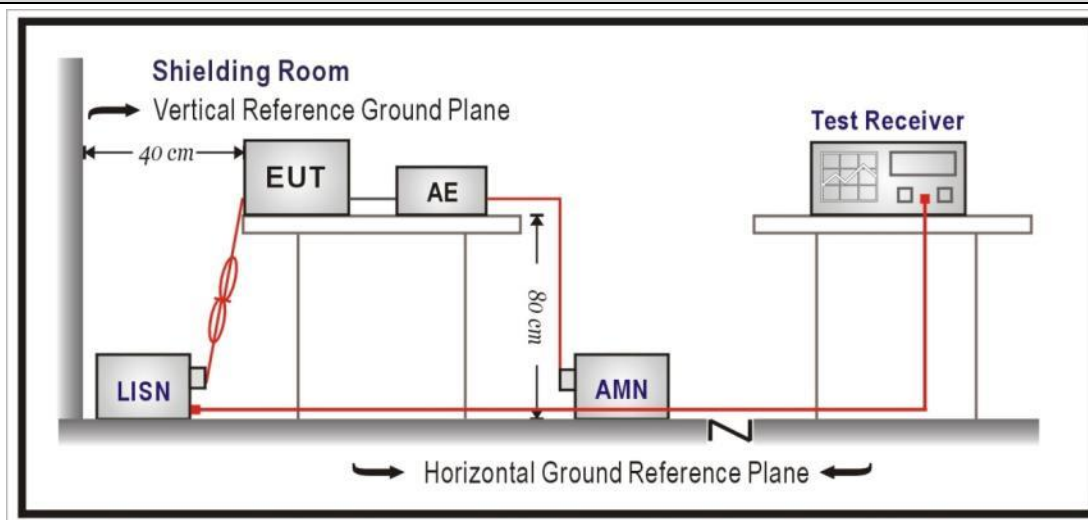 Shielding Room
Vertical Reference Ground Plane
40 cm
Test Receiver
EUT
AE
80 cm
LISN
AMN
Horizontal Ground Reference Plane